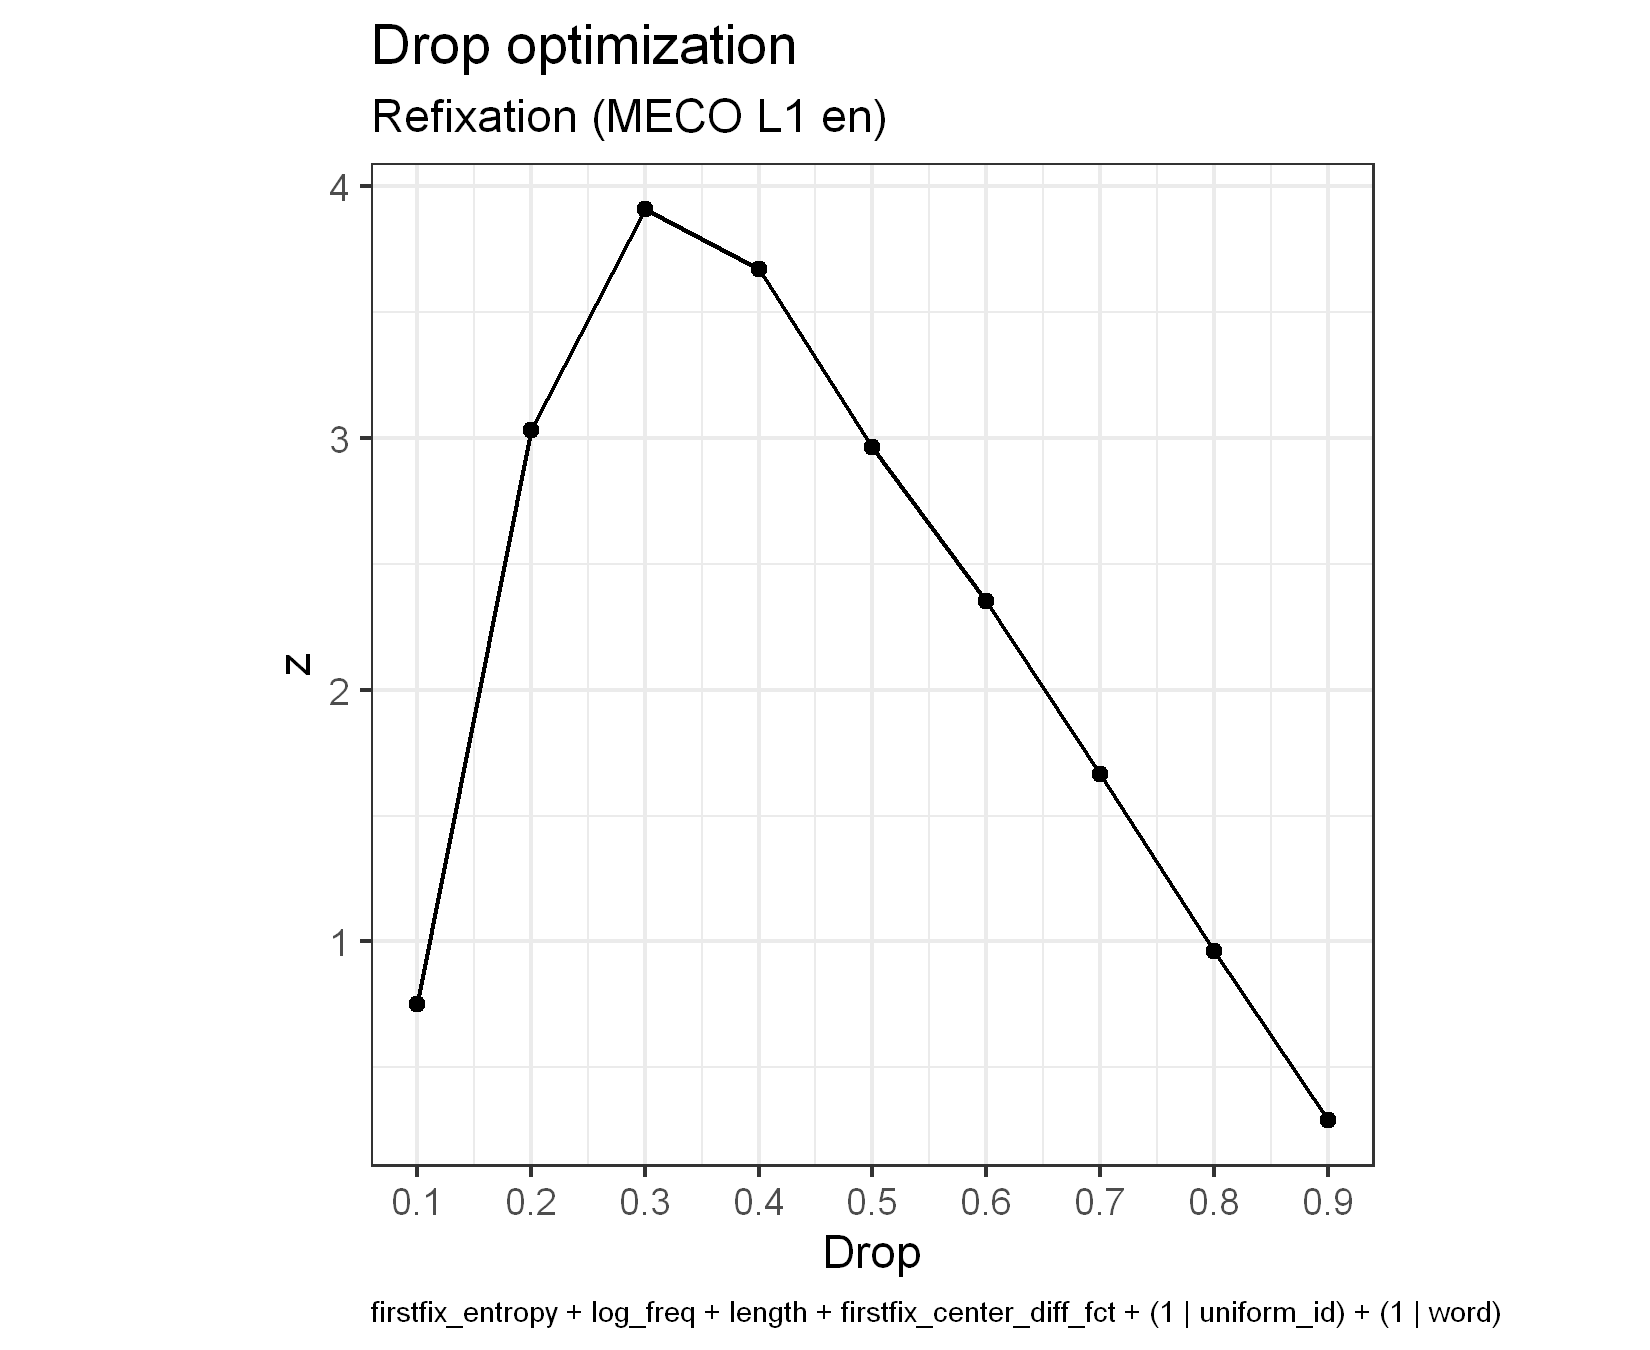 Drop optimization
Refixation (MECO L1 en)
4
3
2
1
z
0.1 0.2 0.3 0.4 0.5 0.6 0.7 0.8 0.9
Drop
firstfix_entropy + log_freq + length + firstfix_center_diff_fct + (1 | uniform_id) + (1 | word)